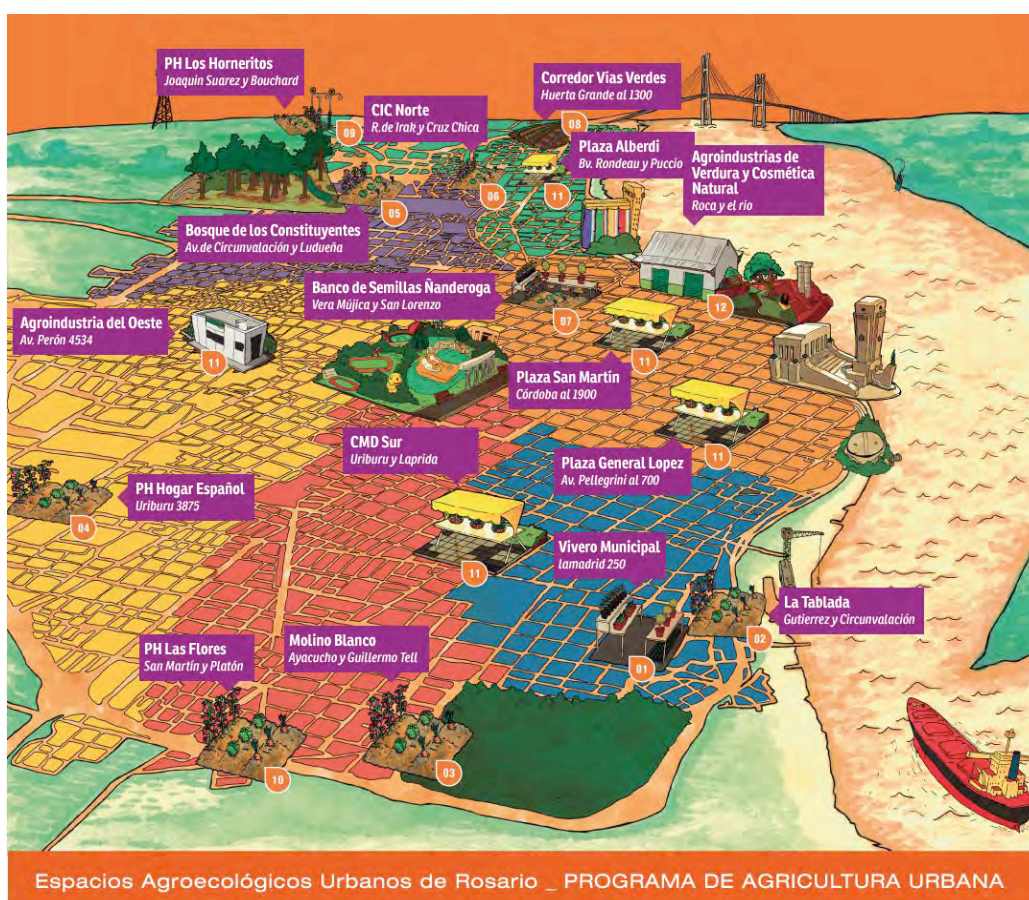 PH Los Horneritos
Joaquin Suarez y Bouchard
09
CIC Norte
R.de Irak y Cruz Chica
06
Corredor Vias Verdes
Huerta Grande al 1300
08
Plaza Alberdi
Bv. Rondeau y Puccio
11
Agroindustrias de
Verdura y Cosmética
Natural
Roca y el rio
12
Bosque de los Constituyentes
Av.de Circunvalación y Ludueña
05
Banco de Semillas Ñanderoga
Vera Mújica y San Lorenzo
07
Agroindustria del Oeste
Av. Perón 4534
11
Plaza San Martín
Córdoba al 1900
11
CMD Sur
Uriburu y Laprida
11
Plaza General Lopez
Av. Pellegrini al 700
11
PH Hogar Español
Uriburu 3875
04
Vivero Municipal
lamadrid 250
01
La Tablada
Gutierrez y Circunvalación
02
PH Las Flores
San Martín y Platón
10
Molino Blanco
Ayacucho y Guillermo Tell
03
Espacios Agroecológicos Urbanos de Rosario _ PROGRAMA DE AGRICULTURA URBANA